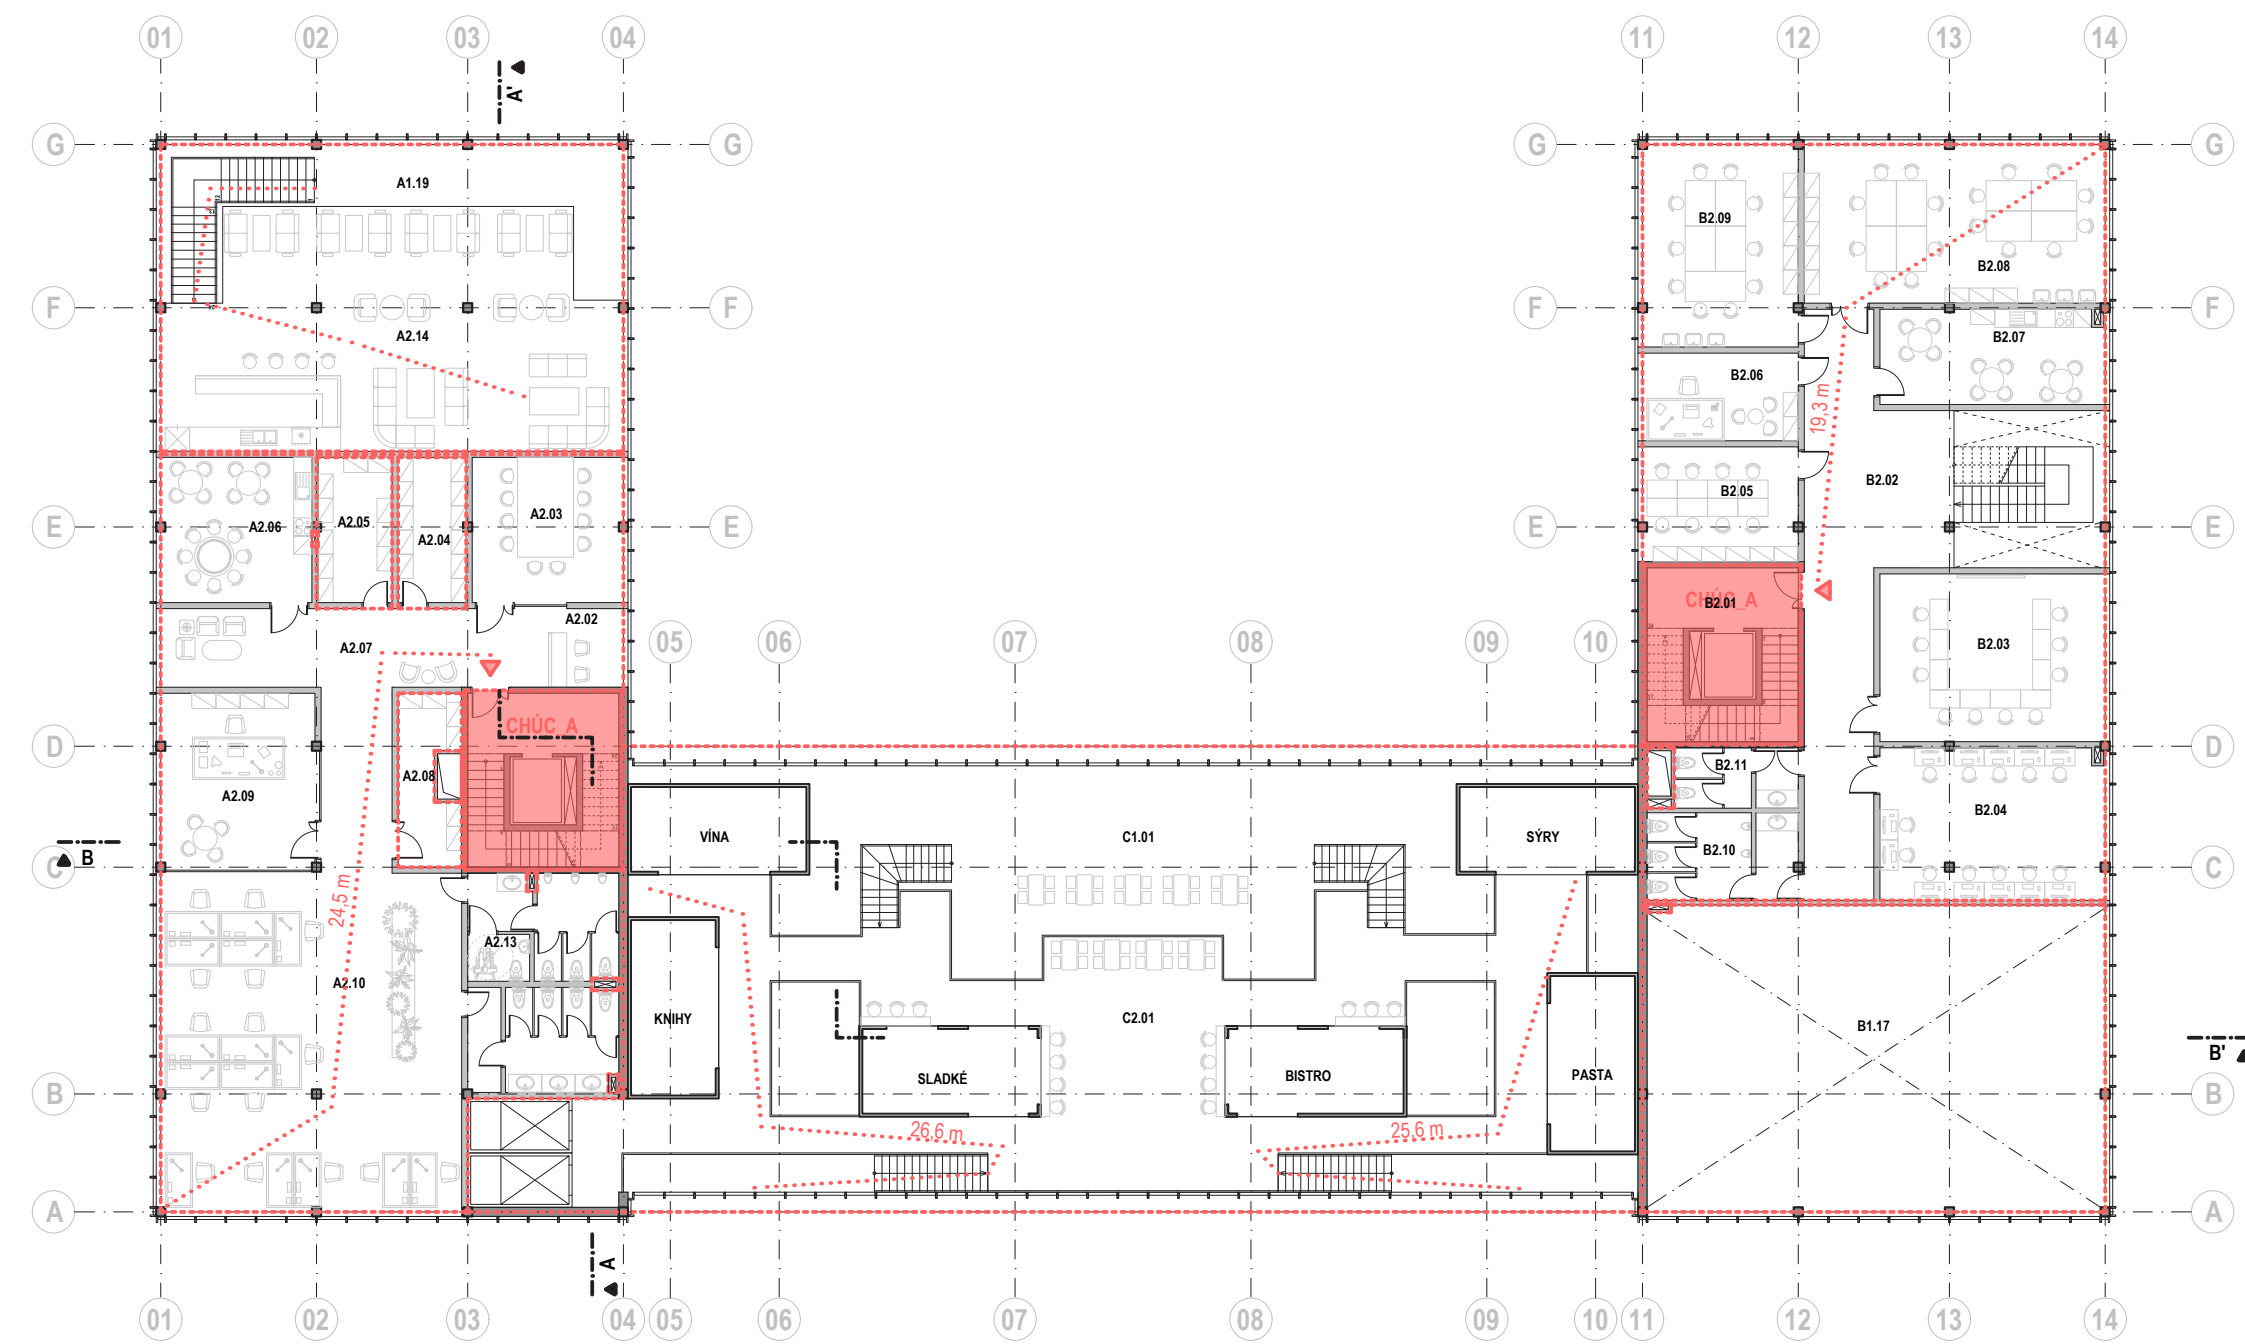 01 02 03 04 11 12 13 14
A'
G G G G
A1.19
B2.09
B2.08
F F F F
A2.14
B2.07
B2.06
19,3 m
A2.06 A2.05 A2.04 A2.03
B2.05 B2.02
E E E E
CHÚC_A
B2.01
A2.02
A2.07
05 06 07 08 09 10
B2.03
CHÚC_A
D D
A2.08
A2.09
B2.11
B2.04
VÍNA C1.01 SÝRY
B2.10
B
C C
24,5 m
A2.13
A2.10
KNIHY C2.01 B1.17
B'
SLADKÉ BISTRO PASTA
B B
26,6 m 25,6 m
A A
A
01 02 03 04 05 06 07 08 09 10 11 12 13 14